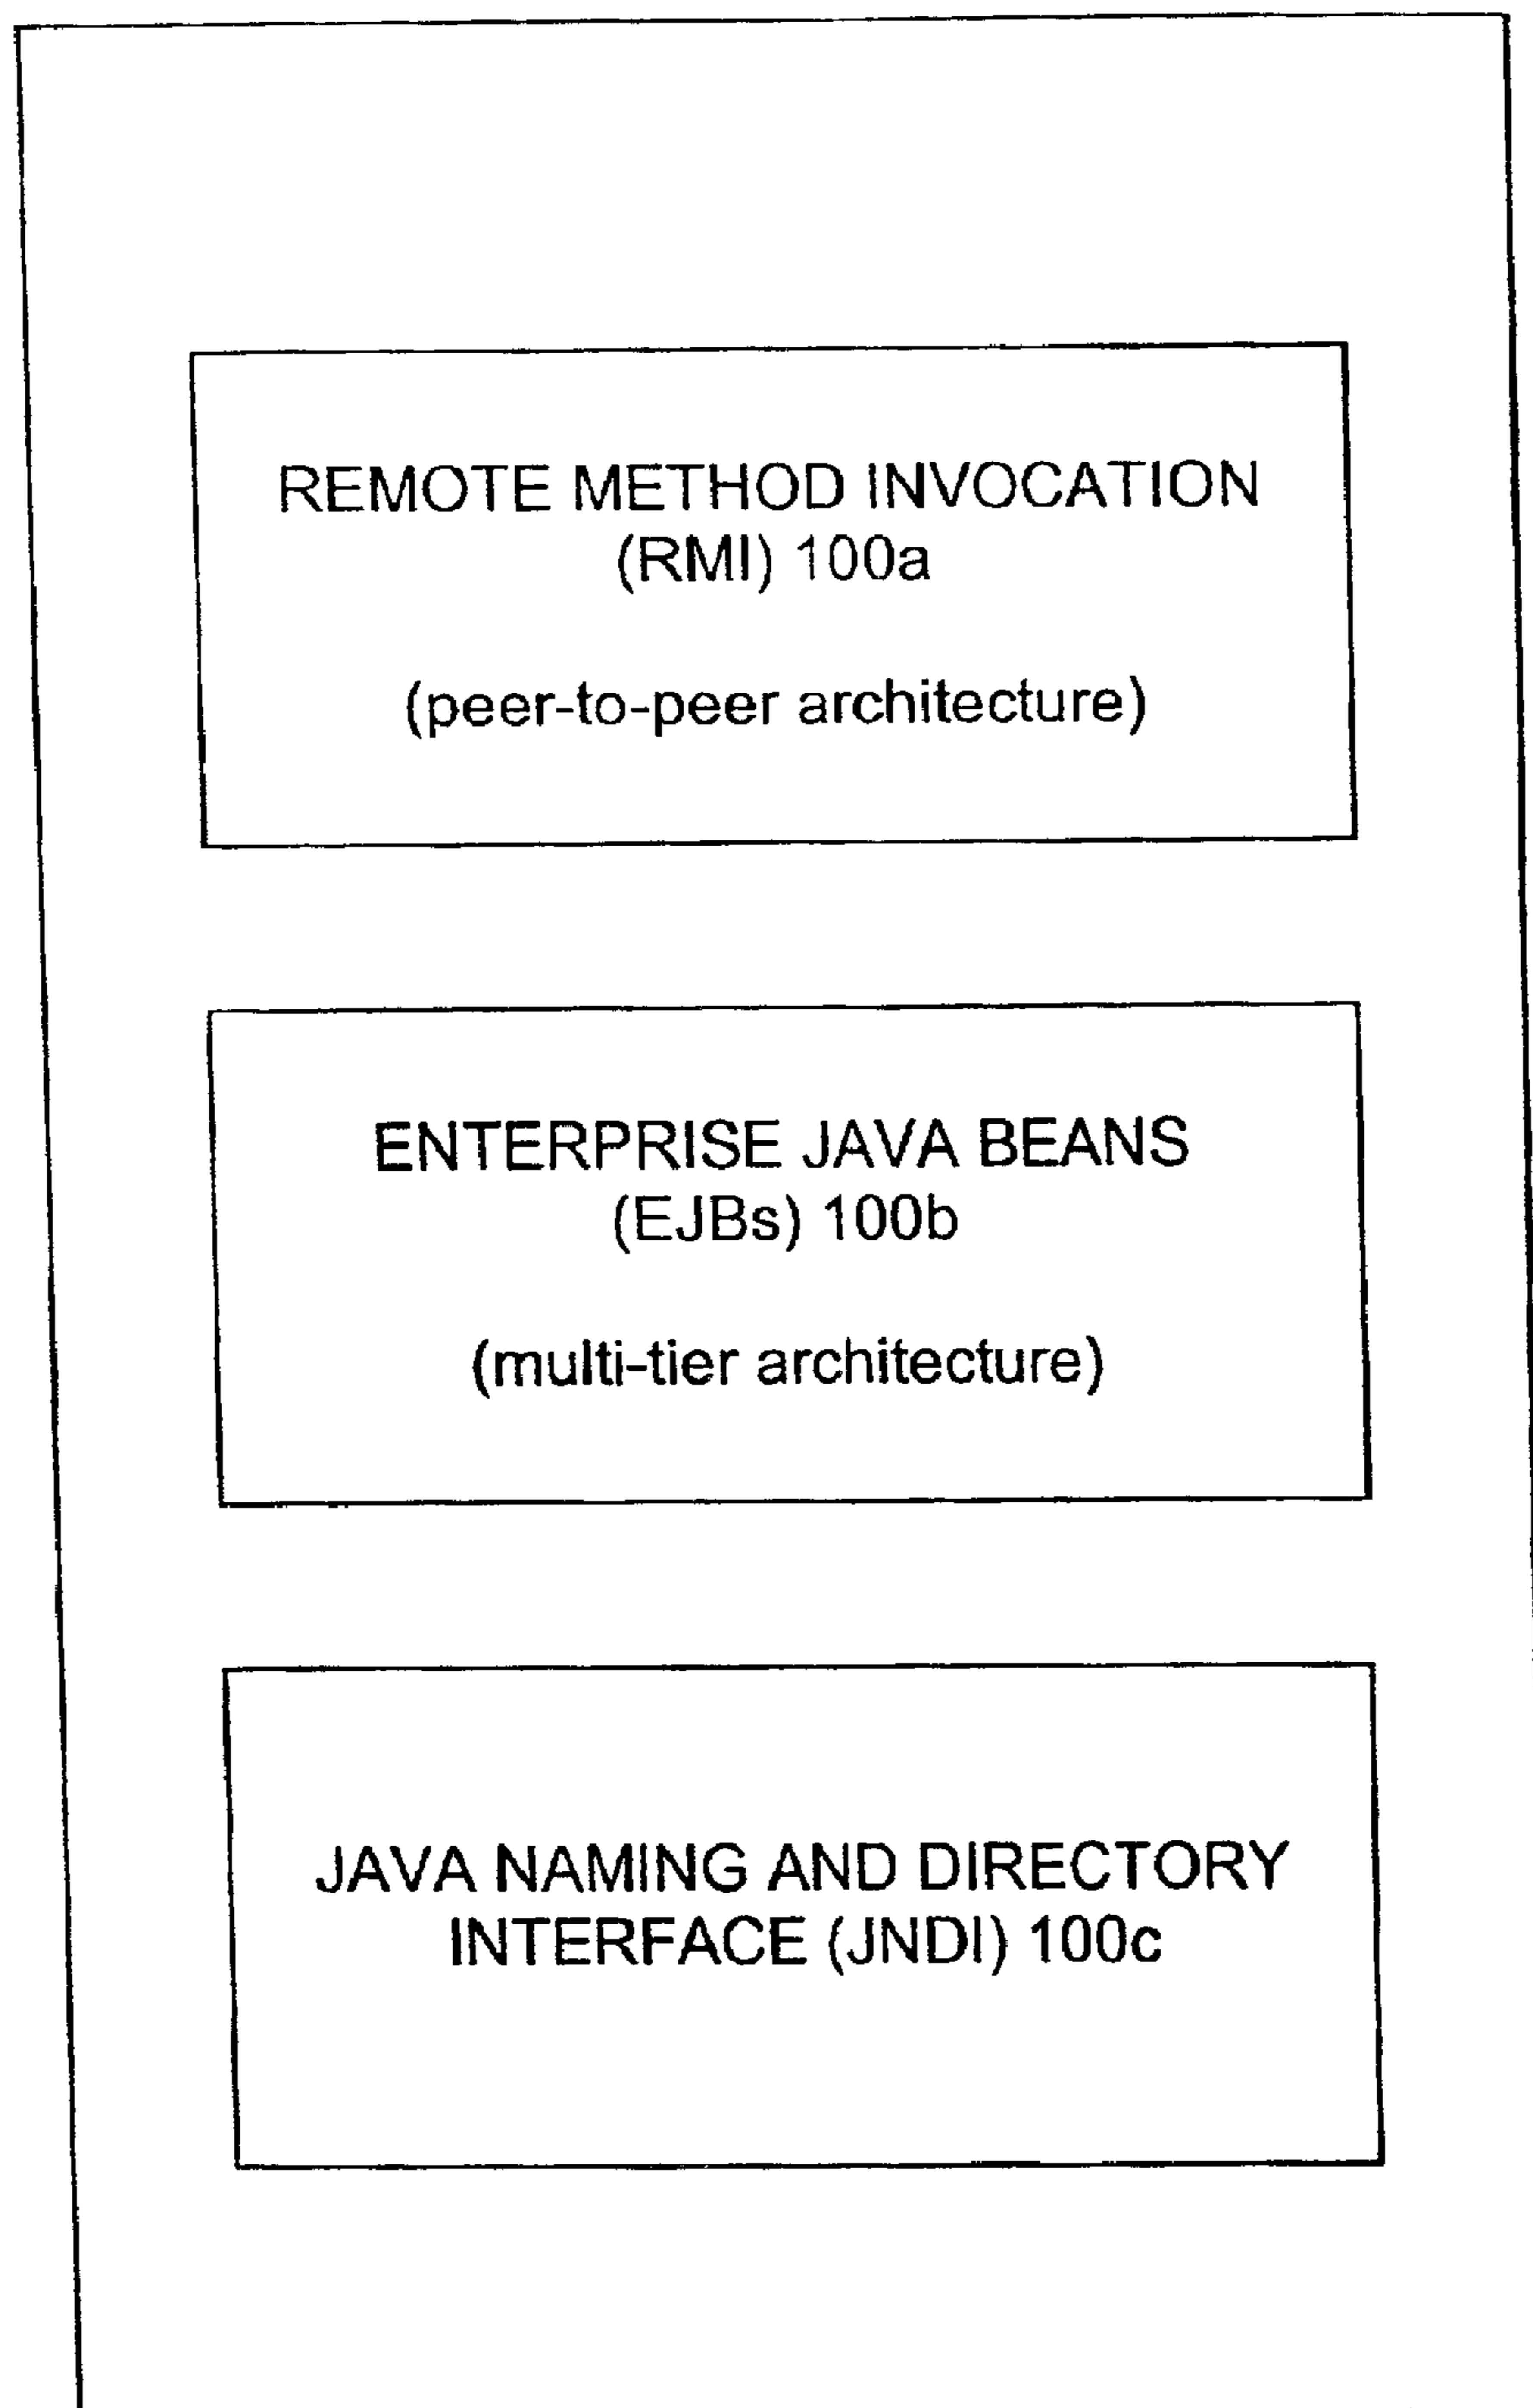 REMOTE METHOD INVOCATION
(RMI) 100a
(peer-to-peer architecture)
ENTERPRISE JAVA BEANS
(EJBs) 100b
(multi-tier architecture)
JAVA NAMING AND DIRECTORY
INTERFACE (JNDI) 100c